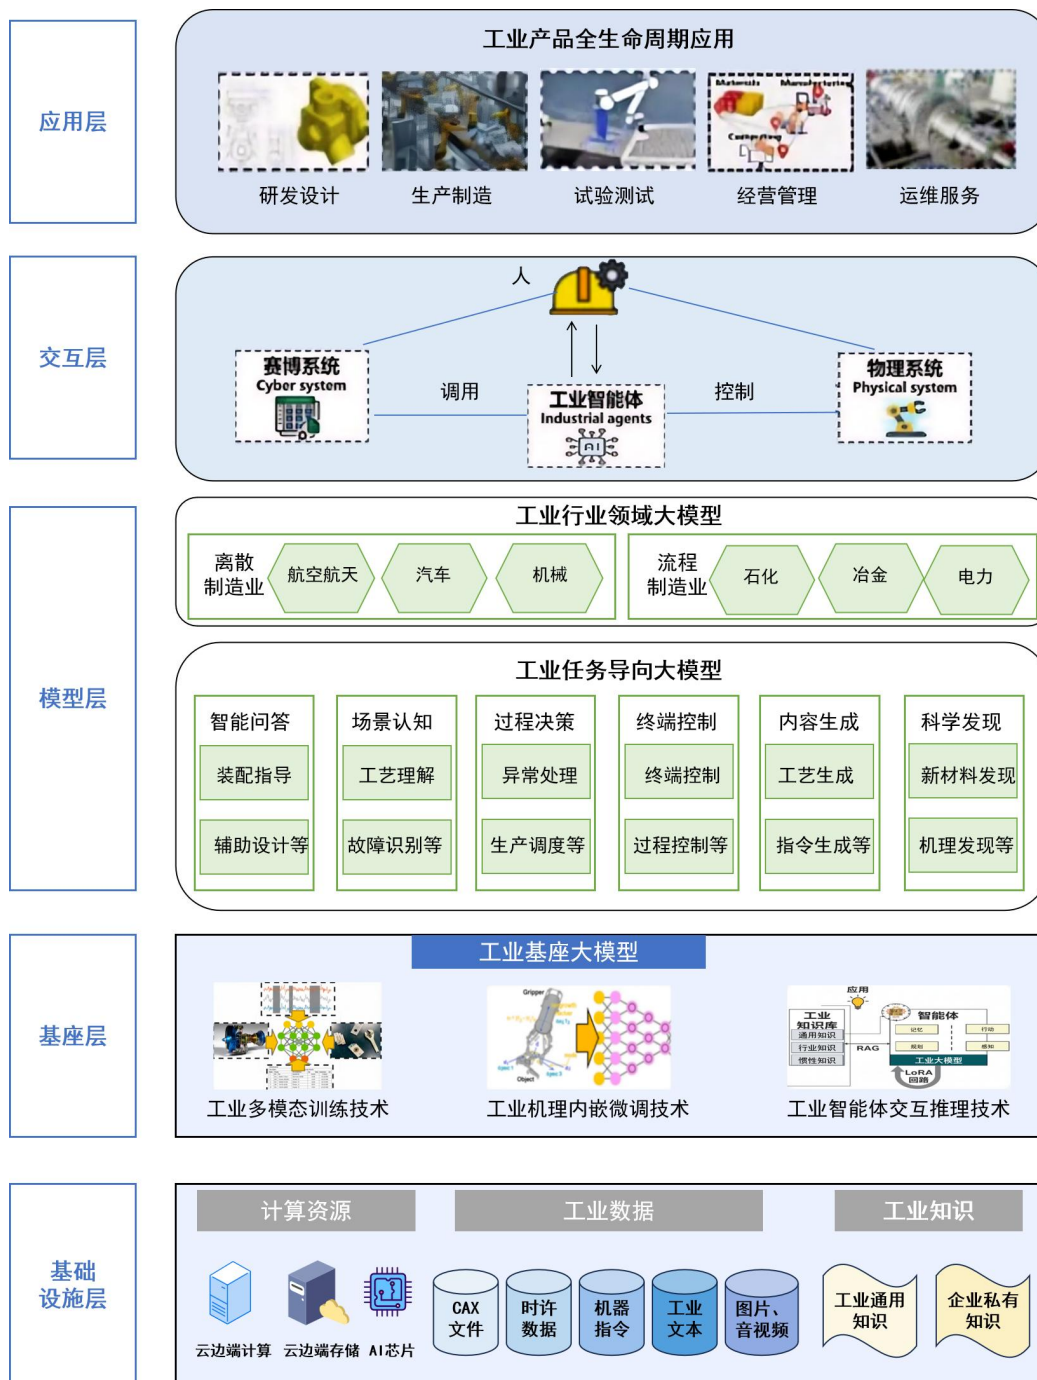 应用层
工业产品全生命周期应用
Materials
Manufacturing
Computing
研发设计
生产制造
试验测试
经营管理
运维服务
交互层
人
赛博系统
Cyber system
调用
工业智能体
Industrial agents
AI
控制
物理系统
Physical system
模型层
工业行业领域大模型
离散
制造业
航空航天
汽车
机械
流程
制造业
石化
冶金
电力
工业任务导向大模型
智能问答
装配指导
辅助设计等
场景认知
工艺理解
故障识别等
过程决策
异常处理
生产调度等
终端控制
终端控制
过程控制等
内容生成
工艺生成
指令生成等
科学发现
新材料发现
机理发现等
基座层
工业基座大模型
工业多模态训练技术
Gripper
Object
工业机理内嵌微调技术
应用
工业
知识库
通用知识
行业知识
惯性知识
RAG
智能体
记忆
行动
规划
感知
工业大模型
LoRA
回路
工业智能体交互推理技术
基础
设施层
计算资源
云边端计算
云边端存储
AI芯片
工业数据
CAX
文件
时许
数据
机器
指令
工业
文本
图片、
音视频
工业知识
工业通用
知识
企业私有
知识